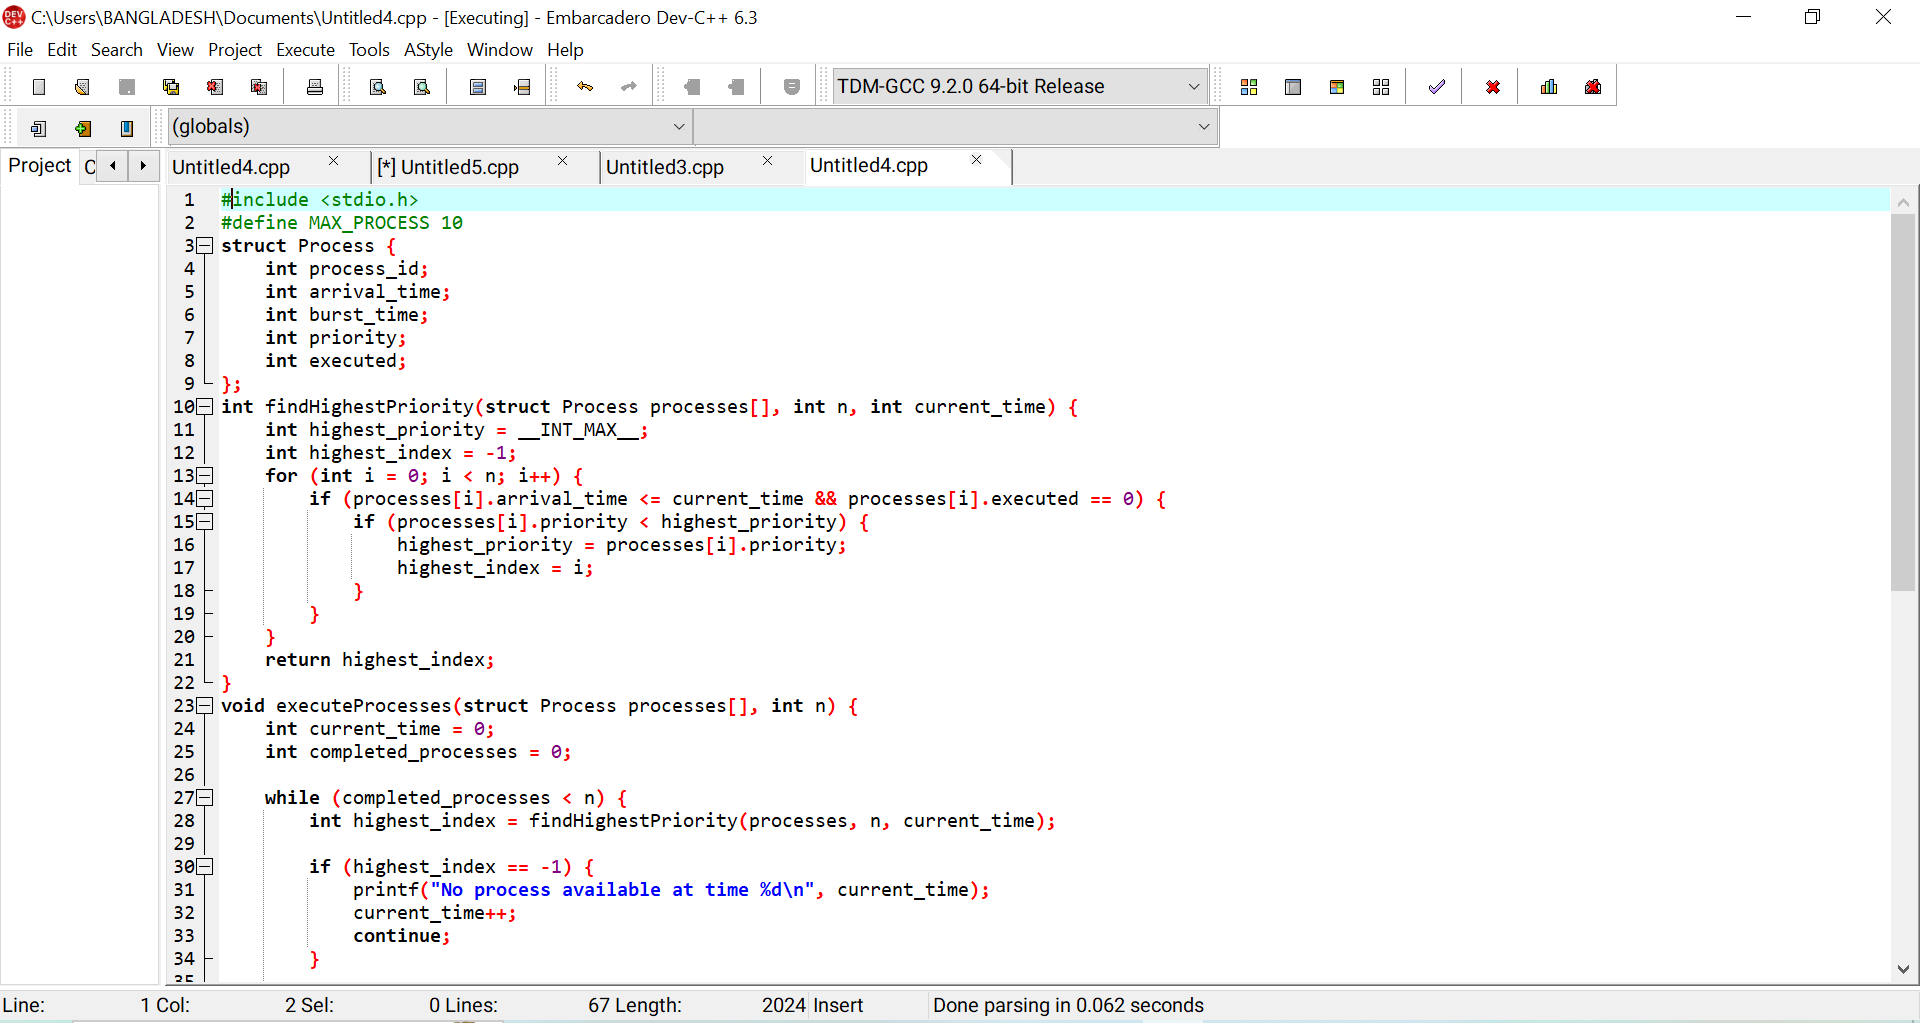 C:\Users\BANGLADESH\Documents\Untitled4.cpp - [Executing] - Embarcadero Dev-C++ 6.3
File Edit Search View Project Execute Tools AStyle Window Help
TDM-GCC 9.2.0 64-bit Release
(globals)
Project C Untitled4.cpp [*] Untitled5.cpp Untitled3.cpp Untitled4.cpp
1 #include <stdio.h>
2 #define MAX_PROCESS 10
3 struct Process {
4     int process_id;
5     int arrival_time;
6     int burst_time;
7     int priority;
8     int executed;
9 };
10 int findHighestPriority(struct Process processes[], int n, int current_time) {
11     int highest_priority = __INT_MAX__;
12     int highest_index = -1;
13     for (int i = 0; i < n; i++) {
14         if (processes[i].arrival_time <= current_time && processes[i].executed == 0) {
15             if (processes[i].priority < highest_priority) {
16                 highest_priority = processes[i].priority;
17                 highest_index = i;
18             }
19         }
20     }
21     return highest_index;
22 }
23 void executeProcesses(struct Process processes[], int n) {
24     int current_time = 0;
25     int completed_processes = 0;
26
27     while (completed_processes < n) {
28         int highest_index = findHighestPriority(processes, n, current_time);
29
30         if (highest_index == -1) {
31             printf("No process available at time %d\n", current_time);
32             current_time++;
33             continue;
34         }
35
Line: 1 Col: 2 Sel: 0 Lines: 67 Length: 2024 Insert Done parsing in 0.062 seconds